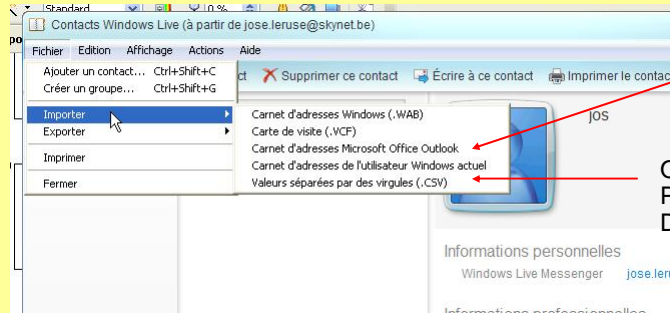 Standard 0 %
Contacts Windows Live (à partir de jose.leruse@skynet.be)
Fichier Edition Affichage Actions Aide
Ajouter un contact... Ctrl+Shift+C
Créer un groupe... Ctrl+Shift+G
Supprimer ce contact Écrire à ce contact Imprimer le contac
Importer
Exporter
Imprimer
Fermer
Carnet d'adresses Windows (.WAB)
Carte de visite (.VCF)
Carnet d'adresses Microsoft Office Outlook
Carnet d'adresses de l'utilisateur Windows actuel
Valeurs séparées par des virgules (.CSV)
jos
Informations personnelles
Windows Live Messenger jose.ler